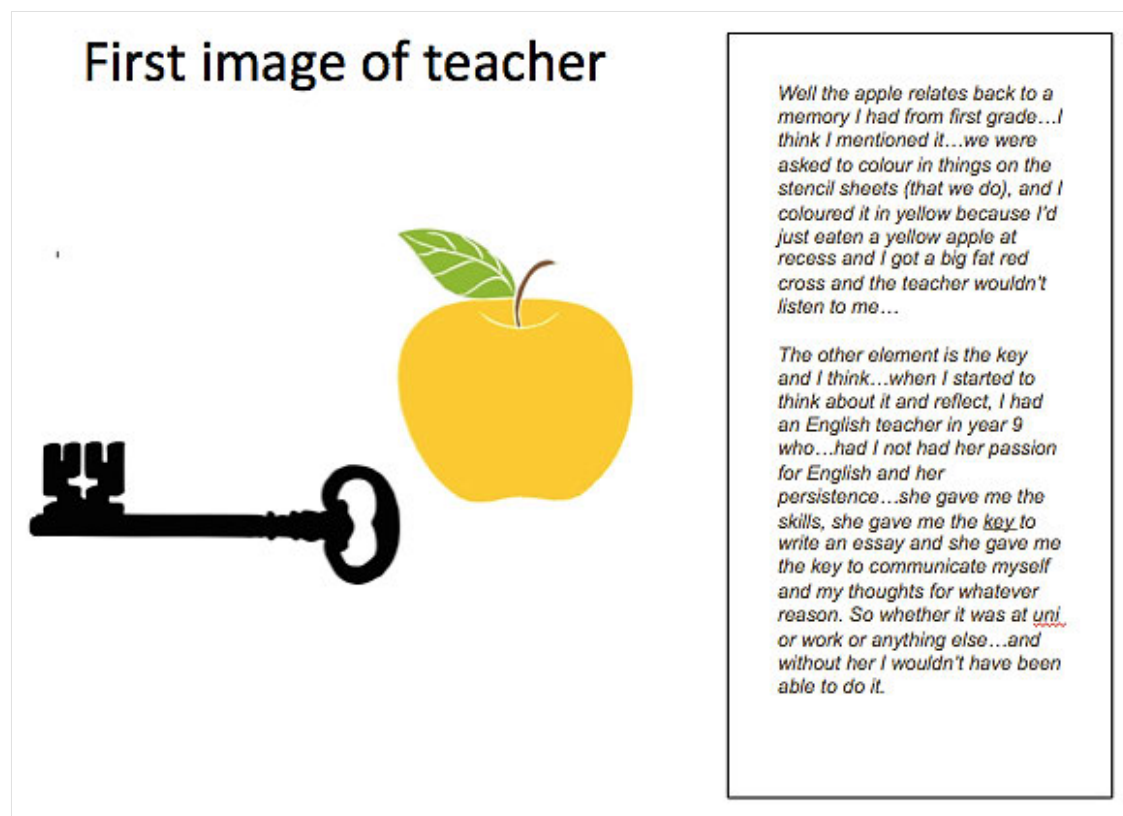 First image of teacher
Well the apple relates back to a
memory I had from first grade…I
think I mentioned it…we were
asked to colour in things on the
stencil sheets (that we do), and I
coloured it in yellow because I'd
just eaten a yellow apple at
recess and I got a big fat red
cross and the teacher wouldn't
listen to me…
The other element is the key
and I think…when I started to
think about it and reflect, I had
an English teacher in year 9
who…had I not had her passion
for English and her
persistence…she gave me the
skills, she gave me the key to
write an essay and she gave me
the key to communicate myself
and my thoughts for whatever
reason. So whether it was at uni
or work or anything else…and
without her I wouldn't have been
able to do it.